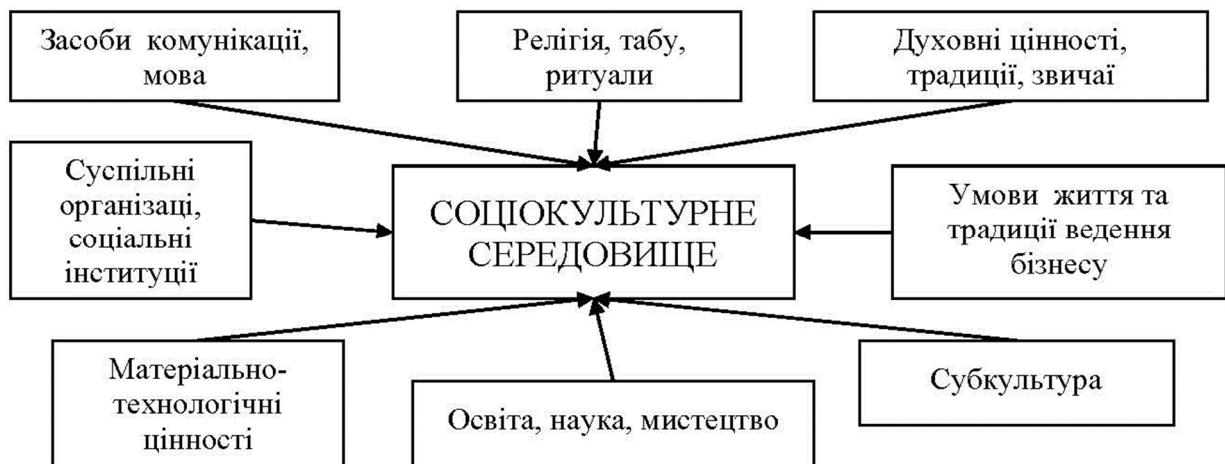 Засоби комунікації,
мова
Релігія, табу,
ритуали
Духовні цінності,
традиції, звичаї
Суспільні
організаці,
соціальні
інституції
СОЦІОКУЛЬТУРНЕ
СЕРЕДОВИЩЕ
Умови життя та
традиції ведення
бізнесу
Матеріально-
технологічні
цінності
Освіта, наука, мистецтво
Субкультура